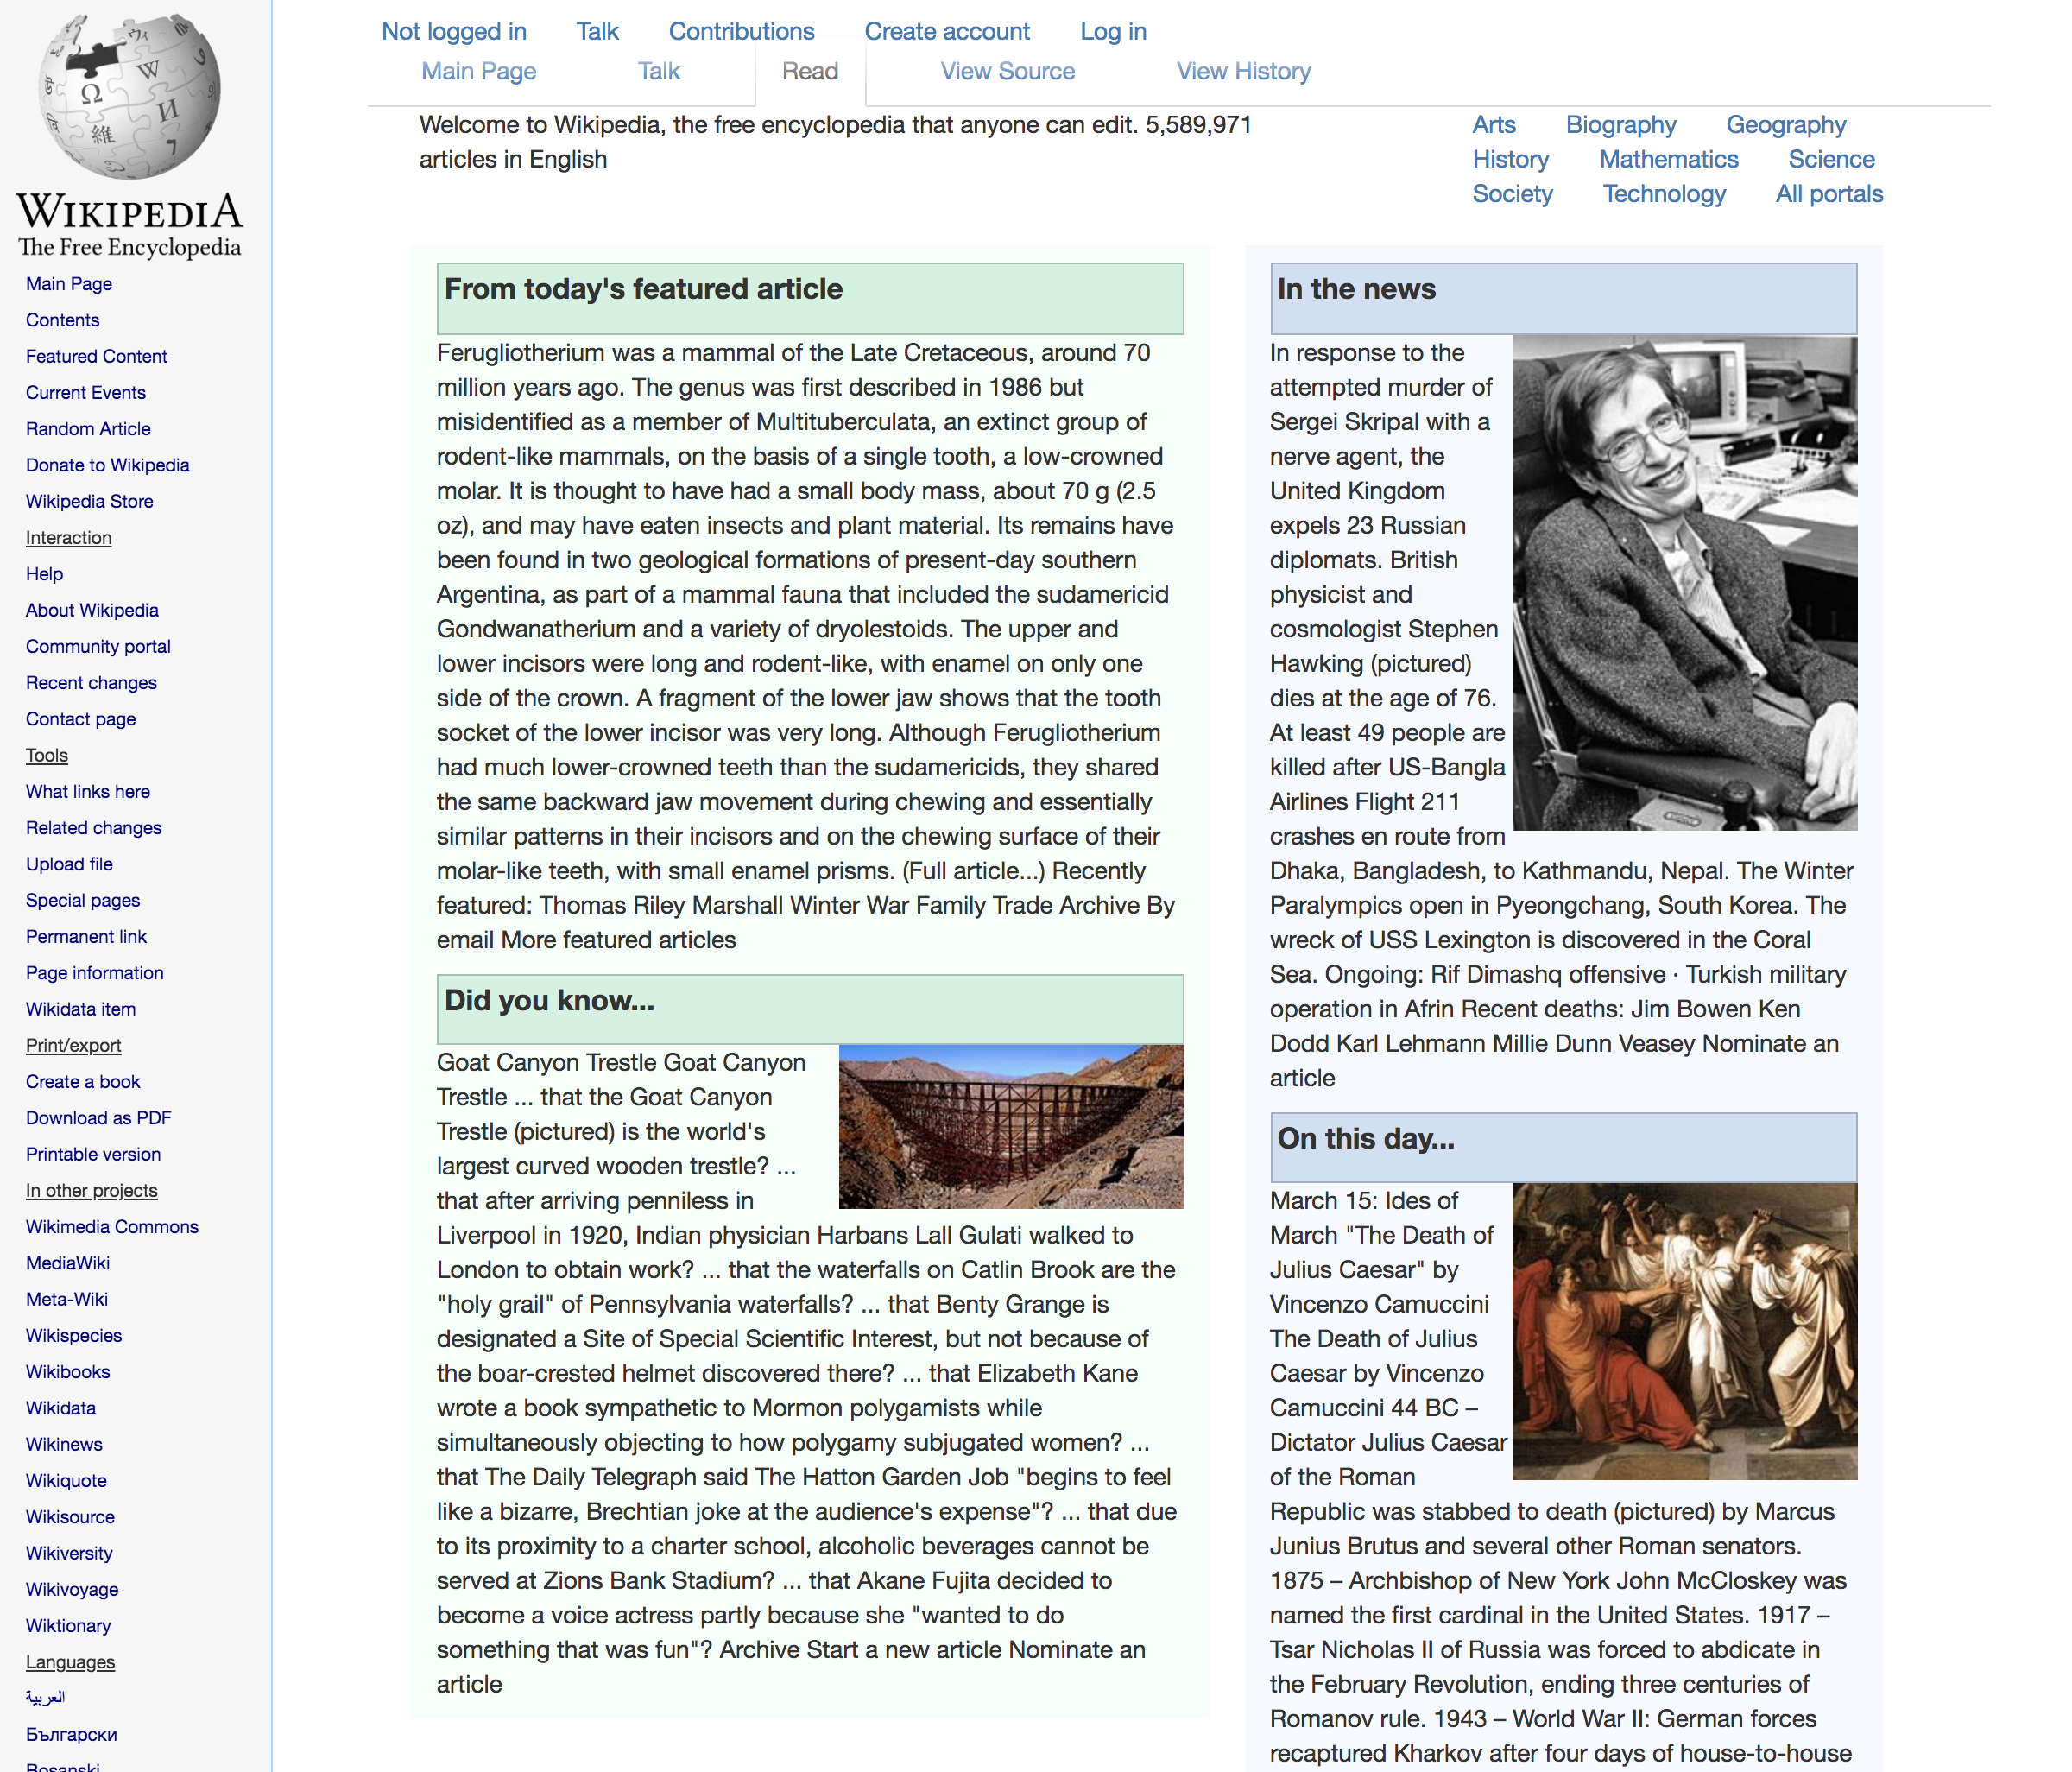 WIKIPEDIA
The Free Encyclopedia
Main Page
Contents
Featured Content
Current Events
Random Article
Donate to Wikipedia
Wikipedia Store
Interaction
Help
About Wikipedia
Community portal
Recent changes
Contact page
Tools
What links here
Related changes
Upload file
Special pages
Permanent link
Page information
Wikidata item
Print/export
Create a book
Download as PDF
Printable version
In other projects
Wikimedia Commons
MediaWiki
Meta-Wiki
Wikispecies
Wikibooks
Wikidata
Wikinews
Wikiquote
Wikisource
Wikiversity
Wikivoyage
Wiktionary
Languages
العربية
Български
Bosanski
Not logged in Talk Contributions Create account Log in
Main Page Talk Read View Source View History
Welcome to Wikipedia, the free encyclopedia that anyone can edit. 5,589,971
articles in English
Arts Biography Geography
History Mathematics Science
Society Technology All portals
From today's featured article
Ferugliotherium was a mammal of the Late Cretaceous, around 70
million years ago. The genus was first described in 1986 but
misidentified as a member of Multituberculata, an extinct group of
rodent-like mammals, on the basis of a single tooth, a low-crowned
molar. It is thought to have had a small body mass, about 70 g (2.5
oz), and may have eaten insects and plant material. Its remains have
been found in two geological formations of present-day southern
Argentina, as part of a mammal fauna that included the sudamericid
Gondwanatherium and a variety of dryolestoids. The upper and
lower incisors were long and rodent-like, with enamel on only one
side of the crown. A fragment of the lower jaw shows that the tooth
socket of the lower incisor was very long. Although Ferugliotherium
had much lower-crowned teeth than the sudamericids, they shared
the same backward jaw movement during chewing and essentially
similar patterns in their incisors and on the chewing surface of their
molar-like teeth, with small enamel prisms. (Full article...) Recently
featured: Thomas Riley Marshall Winter War Family Trade Archive By
email More featured articles
Did you know...
Goat Canyon Trestle Goat Canyon
Trestle ... that the Goat Canyon
Trestle (pictured) is the world's
largest curved wooden trestle? ...
that after arriving penniless in
Liverpool in 1920, Indian physician Harbans Lall Gulati walked to
London to obtain work? ... that the waterfalls on Catlin Brook are the
"holy grail" of Pennsylvania waterfalls? ... that Benty Grange is
designated a Site of Special Scientific Interest, but not because of
the boar-crested helmet discovered there? ... that Elizabeth Kane
wrote a book sympathetic to Mormon polygamists while
simultaneously objecting to how polygamy subjugated women? ...
that The Daily Telegraph said The Hatton Garden Job "begins to feel
like a bizarre, Brechtian joke at the audience's expense"? ... that due
to its proximity to a charter school, alcoholic beverages cannot be
served at Zions Bank Stadium? ... that Akane Fujita decided to
become a voice actress partly because she "wanted to do
something that was fun"? Archive Start a new article Nominate an
article
In the news
In response to the
attempted murder of
Sergei Skripal with a
nerve agent, the
United Kingdom
expels 23 Russian
diplomats. British
physicist and
cosmologist Stephen
Hawking (pictured)
dies at the age of 76.
At least 49 people are
killed after US-Bangla
Airlines Flight 211
crashes en route from
Dhaka, Bangladesh, to Kathmandu, Nepal. The Winter
Paralympics open in Pyeongchang, South Korea. The
wreck of USS Lexington is discovered in the Coral
Sea. Ongoing: Rif Dimashq offensive · Turkish military
operation in Afrin Recent deaths: Jim Bowen Ken
Dodd Karl Lehmann Millie Dunn Veasey Nominate an
article
On this day...
March 15: Ides of
March "The Death of
Julius Caesar" by
Vincenzo Camuccini
The Death of Julius
Caesar by Vincenzo
Camuccini 44 BC –
Dictator Julius Caesar
of the Roman
Republic was stabbed to death (pictured) by Marcus
Junius Brutus and several other Roman senators.
1875 – Archbishop of New York John McCloskey was
named the first cardinal in the United States. 1917 –
Tsar Nicholas II of Russia was forced to abdicate in
the February Revolution, ending three centuries of
Romanov rule. 1943 – World War II: German forces
recaptured Kharkov after four days of house-to-house